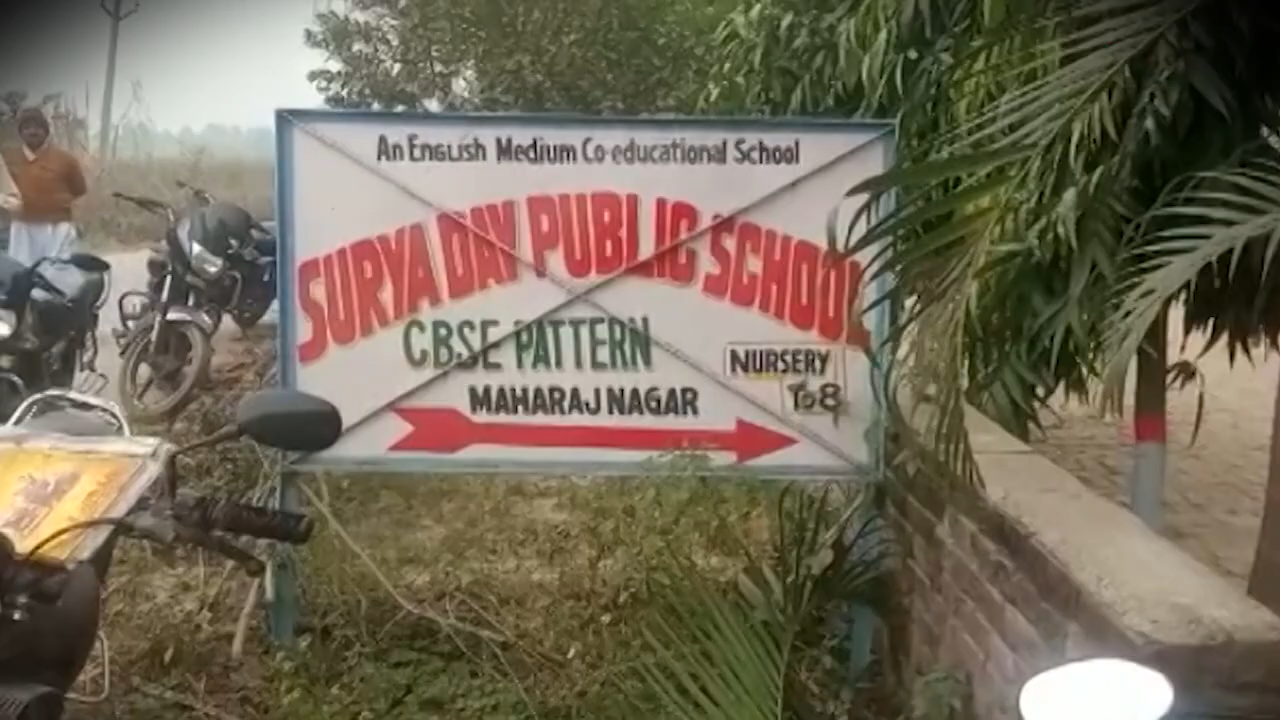 An English Medium Co-educational School
SURYA DAY PUBLIC SCHOOL
CBSE PATTERN
NURSERY
To 8
MAHARAJ NAGAR